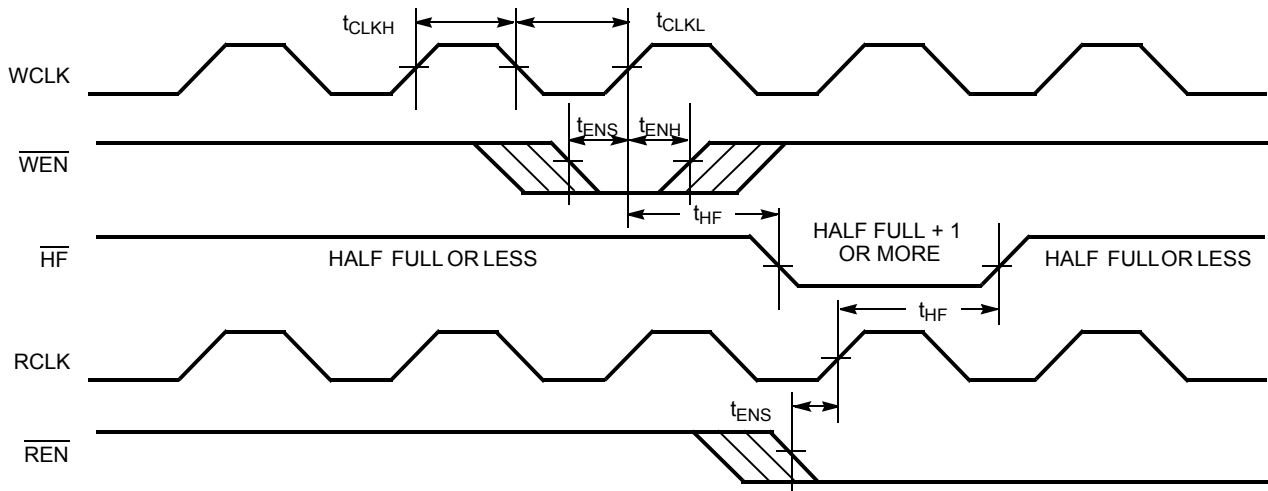 tCLKH
tCLKL
WCLK
tENS
tENH
WEN
tHF
HF
HALF FULL OR LESS
HALF FULL + 1
OR MORE
HALF FULL OR LESS
tHF
RCLK
tENS
REN